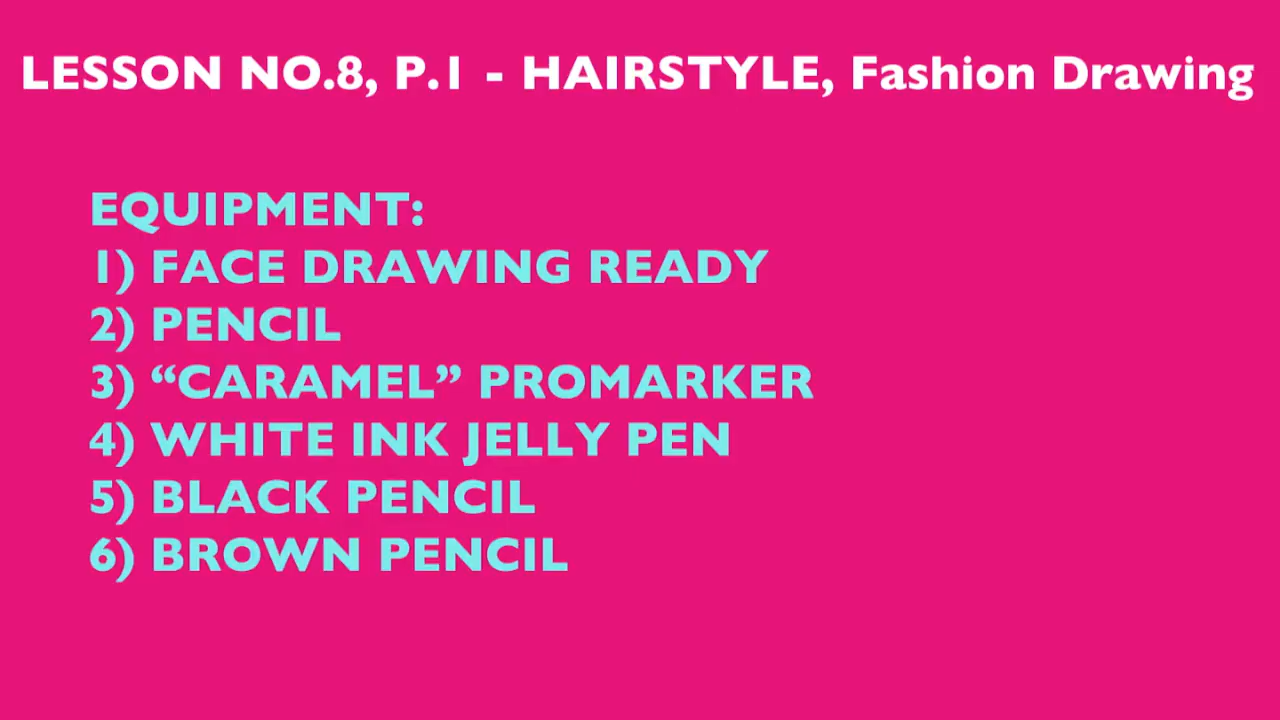 LESSON NO.8, P.1 - HAIRSTYLE, Fashion Drawing
EQUIPMENT:
1) FACE DRAWING READY
2) PENCIL
3) “CARAMEL” PROMARKER
4) WHITE INK JELLY PEN
5) BLACK PENCIL
6) BROWN PENCIL